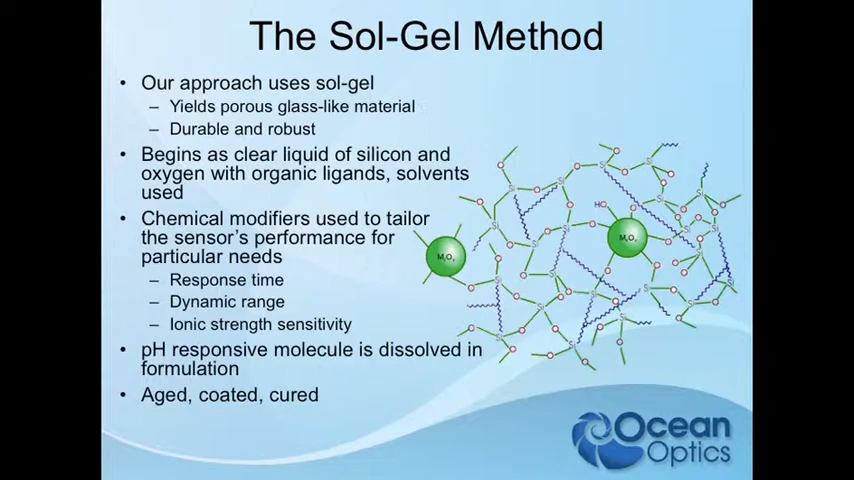 The Sol-Gel Method
• Our approach uses sol-gel
– Yields porous glass-like material
– Durable and robust
• Begins as clear liquid of silicon and
oxygen with organic ligands, solvents
used
• Chemical modifiers used to tailor
the sensor's performance for
particular needs
– Response time
– Dynamic range
– Ionic strength sensitivity
• pH responsive molecule is dissolved in
formulation
• Aged, coated, cured
HO
Ocean
Optics